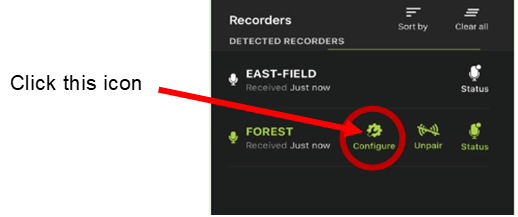 Recorders
Sort by
Clear all
DETECTED RECORDERS
Click this icon
EAST-FIELD
Received Just now
Status
FOREST
Received Just now
Configure
Unpair
Status